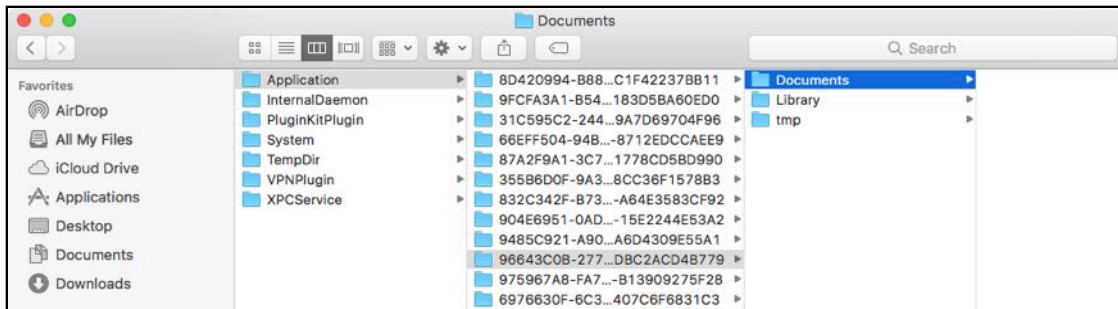 Documents
Search
Favorites
AirDrop
All My Files
iCloud Drive
Applications
Desktop
Documents
Downloads
Application
InternalDaemon
PluginKitPlugin
System
TempDir
VPNPlugin
XPCService
8D420994-B88...C1F42237BB11
9FCFA3A1-B54...183D5BA60ED0
31C595C2-244...9A7D69704F96
66EFF504-94B...-8712EDCCAEE9
87A2F9A1-3C7...1778CD5BD990
355B6D0F-9A3...8CC36F1578B3
832C342F-B73...-A64E3583CF92
904E6951-0AD...-15E2244E53A2
9485C921-A90...A6D4309E55A1
96643C0B-277...DBC2ACD4B779
975967A8-FA7...-B13909275F28
6976630F-6C3...407C6F6831C3
Documents
Library
tmp